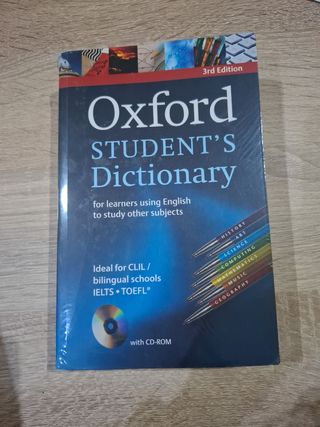 3rd Edition
Oxford
STUDENT'S
Dictionary
for learners using English
to study other subjects
HISTORY
ART
SCIENCE
COMPUTING
MATHEMATICS
MUSIC
GEOGRAPHY
Ideal for CLIL /
bilingual schools
IELTS • TOEFL®
with CD-ROM